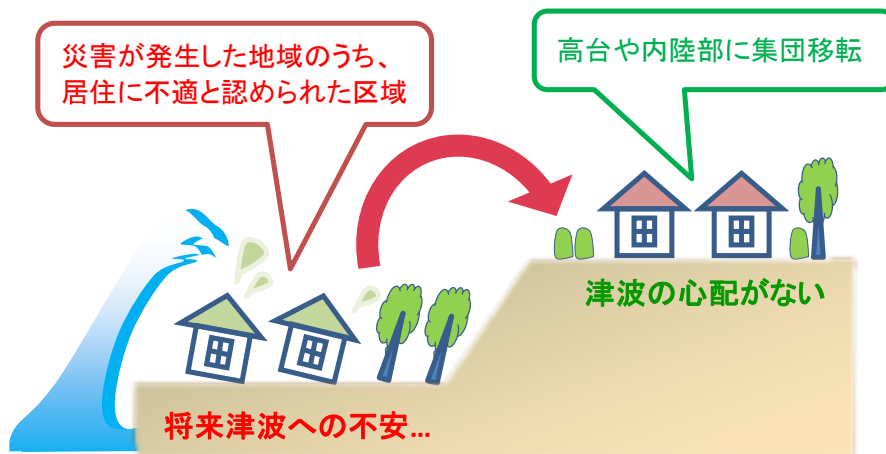 災害が発生した地域のうち、
居住に不適と認められた区域
高台や内陸部に集団移転
津波の心配がない
将来津波への不安...